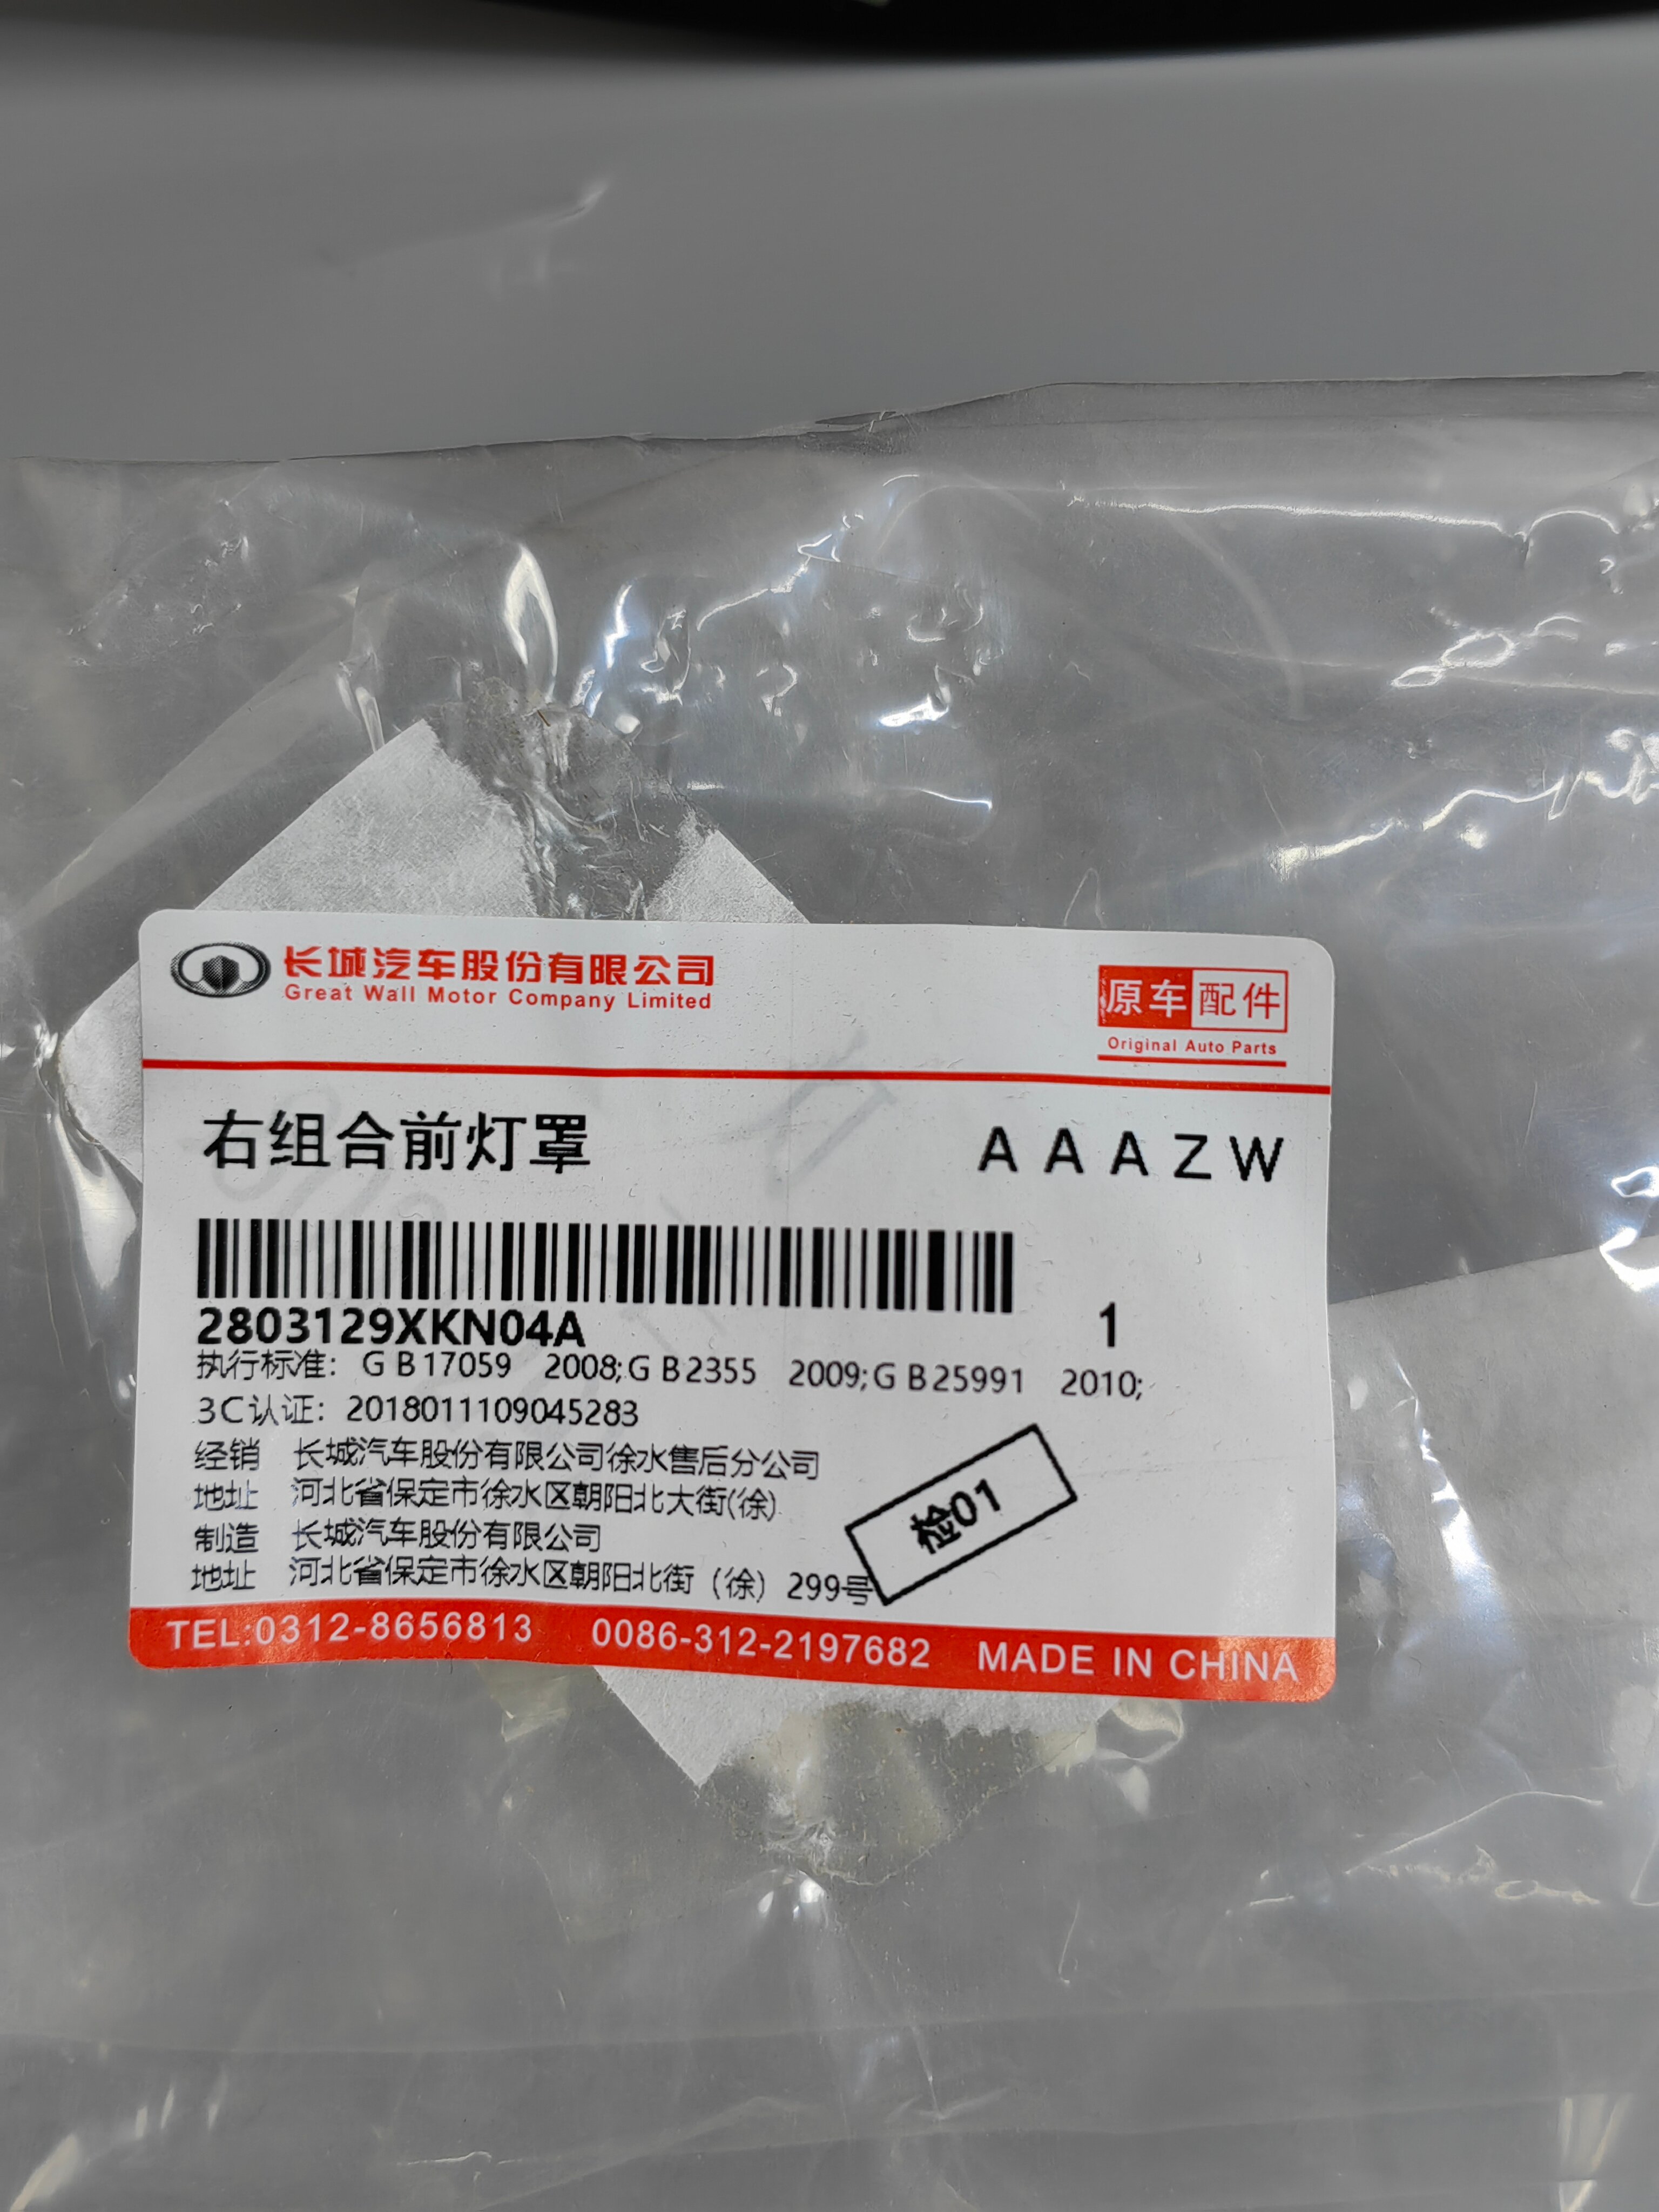 长城汽车股份有限公司
Great Wall Motor Company Limited
原车配件
Original Auto Parts
右组合前灯罩 AAAZW
2803129XKN04A 1
执行标准: GB17059 2008;GB2355 2009;GB25991 2010;
3C认证: 2018011109045283
经销 长城汽车股份有限公司徐水售后分公司
地址 河北省保定市徐水区朝阳北大街(徐)
制造 长城汽车股份有限公司
地址 河北省保定市徐水区朝阳北街（徐）299号
检01
TEL:0312-8656813 0086-312-2197682 MADE IN CHINA